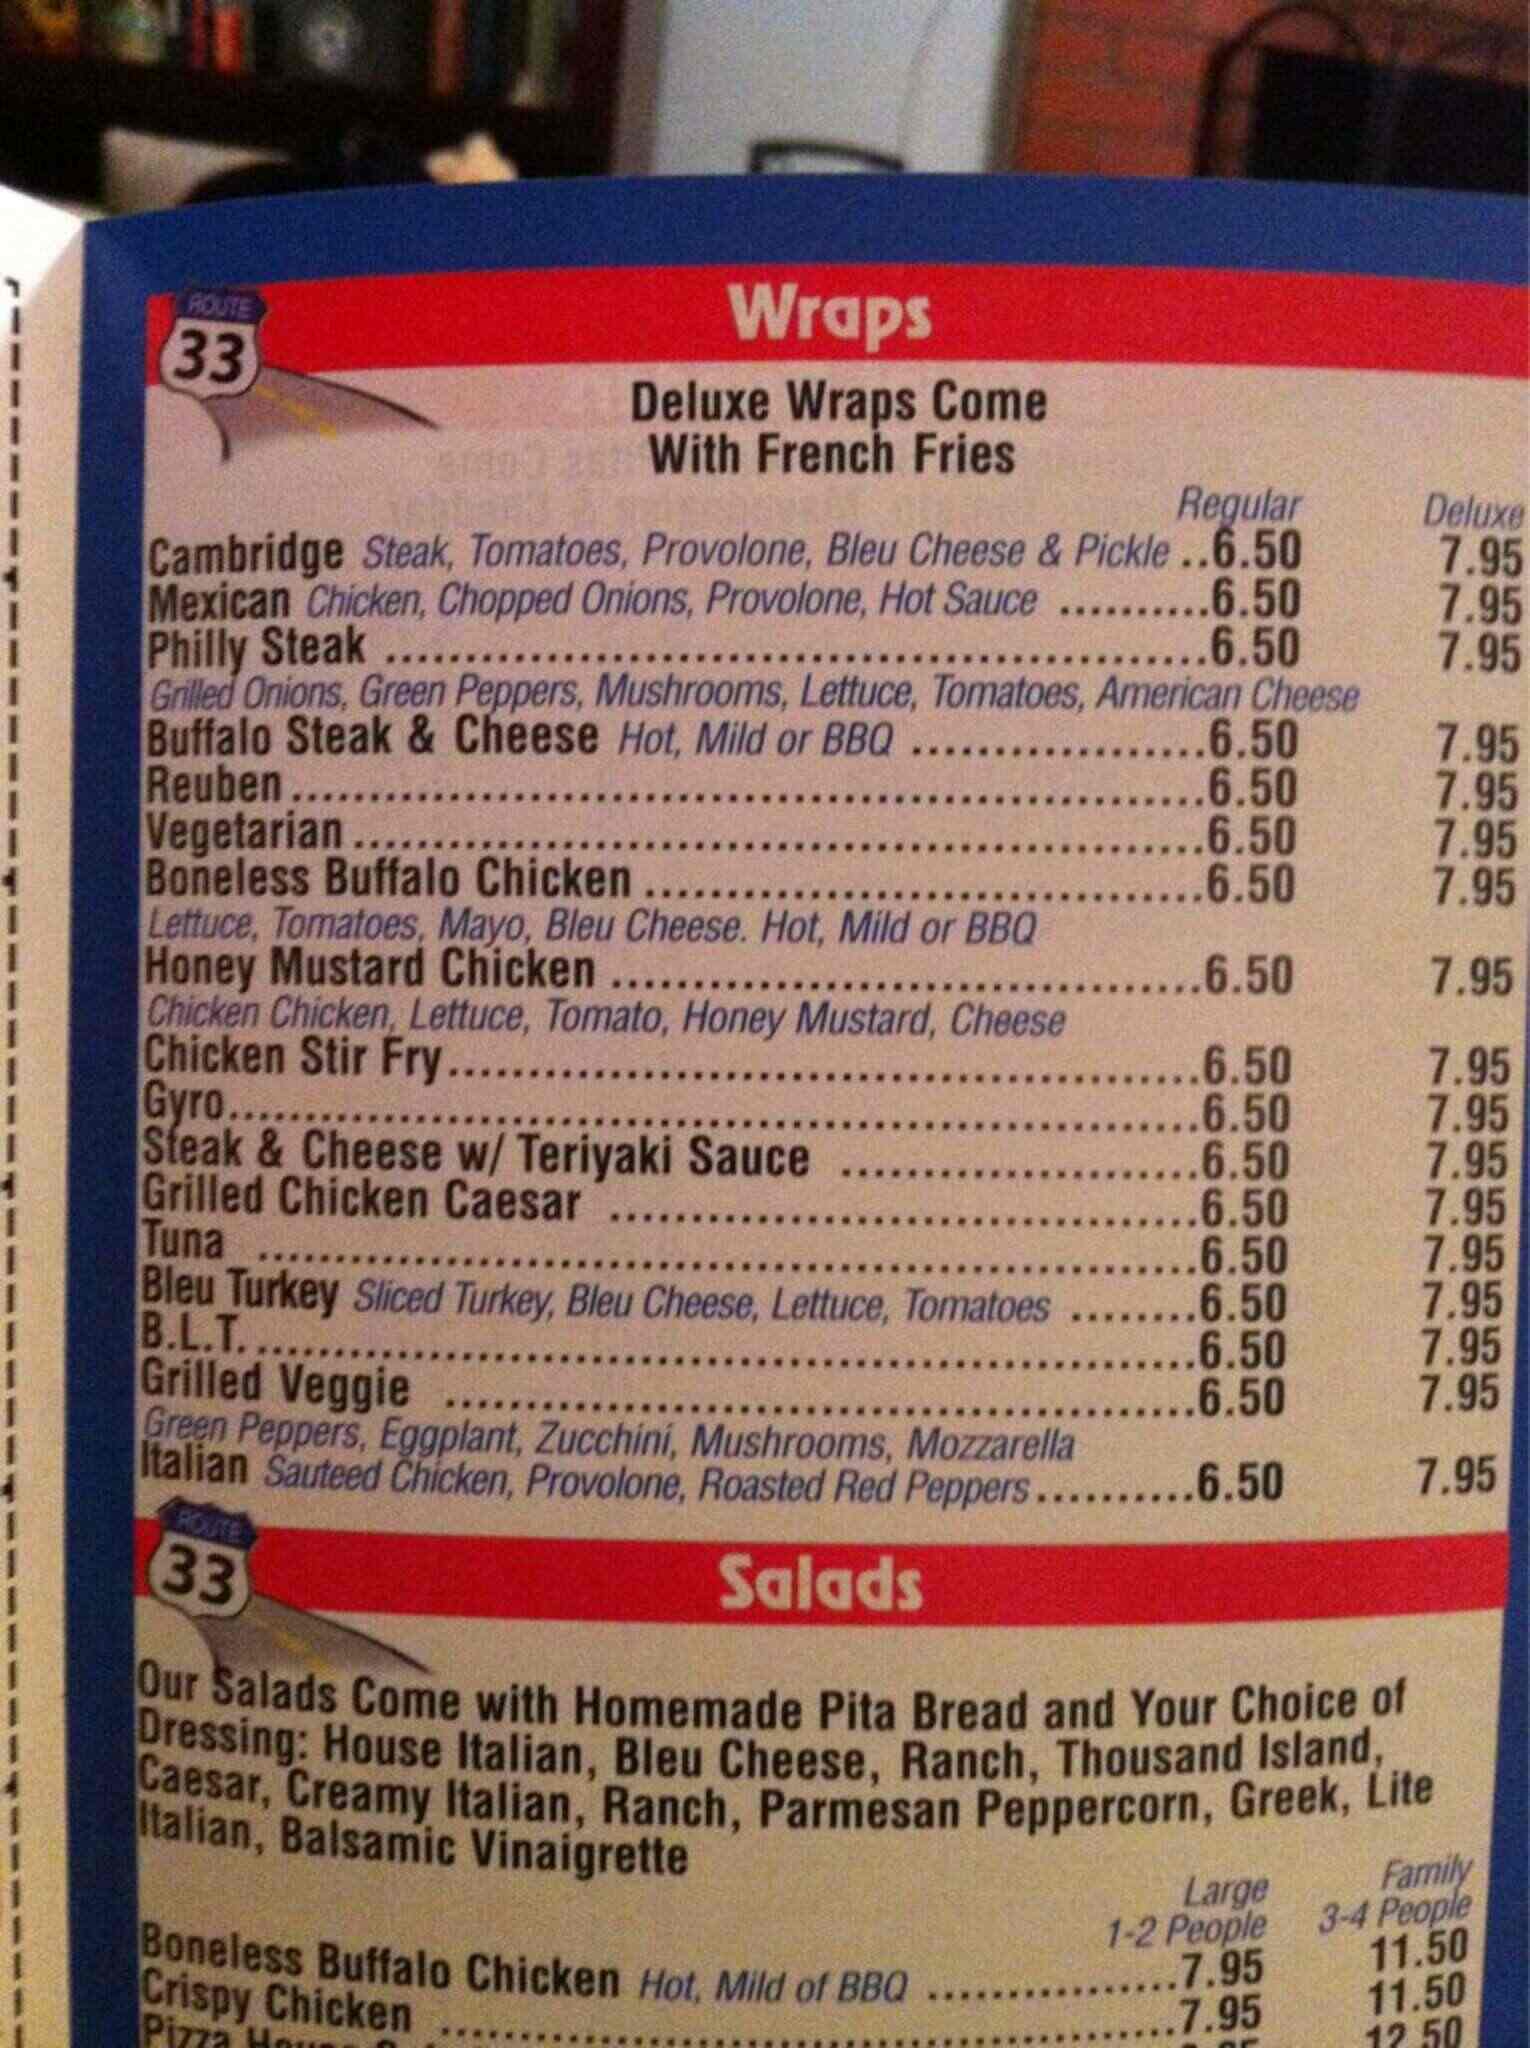 ROUTE
33
Wraps
Deluxe Wraps Come
With French Fries
Regular Deluxe
Cambridge Steak, Tomatoes, Provolone, Bleu Cheese & Pickle ..6.50 7.95
Mexican Chicken, Chopped Onions, Provolone, Hot Sauce ..........6.50 7.95
Philly Steak ....................................................6.50 7.95
Grilled Onions, Green Peppers, Mushrooms, Lettuce, Tomatoes, American Cheese
Buffalo Steak & Cheese Hot, Mild or BBQ ...................6.50 7.95
Reuben..........................................................6.50 7.95
Vegetarian......................................................6.50 7.95
Boneless Buffalo Chicken ...................................6.50 7.95
Lettuce, Tomatoes, Mayo, Bleu Cheese. Hot, Mild or BBQ
Honey Mustard Chicken .....................................6.50 7.95
Chicken Chicken, Lettuce, Tomato, Honey Mustard, Cheese
Chicken Stir Fry................................................6.50 7.95
Gyro.............................................................6.50 7.95
Steak & Cheese w/ Teriyaki Sauce .......................6.50 7.95
Grilled Chicken Caesar .....................................6.50 7.95
Tuna ............................................................6.50 7.95
Bleu Turkey Sliced Turkey, Bleu Cheese, Lettuce, Tomatoes ........6.50 7.95
B.L.T............................................................6.50 7.95
Grilled Veggie ................................................6.50 7.95
Green Peppers, Eggplant, Zucchini, Mushrooms, Mozzarella
Italian Sauteed Chicken, Provolone, Roasted Red Peppers..........6.50 7.95
ROUTE
33
Salads
Our Salads Come with Homemade Pita Bread and Your Choice of
Dressing: House Italian, Bleu Cheese, Ranch, Thousand Island,
Caesar, Creamy Italian, Ranch, Parmesan Peppercorn, Greek, Lite
Italian, Balsamic Vinaigrette
Large Family
1-2 People 3-4 People
Boneless Buffalo Chicken Hot, Mild of BBQ ................7.95 11.50
Crispy Chicken ................................................7.95 11.50
Pizza 12.50